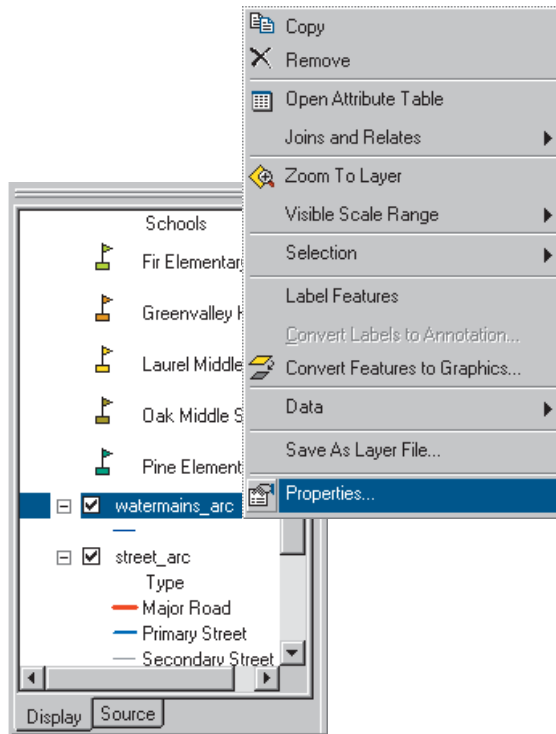 Copy
Remove
Open Attribute Table
Joins and Relates
Zoom To Layer
Visible Scale Range
Selection
Label Features
Convert Labels to Annotation...
Convert Features to Graphics...
Data
Save As Layer File...
Properties...
Schools
Fir Elementar
Greenvalley H
Laurel Middle
Oak Middle S
Pine Element
watermains_arc
street_arc
Type
Major Road
Primary Street
Secondary Street
Display Source